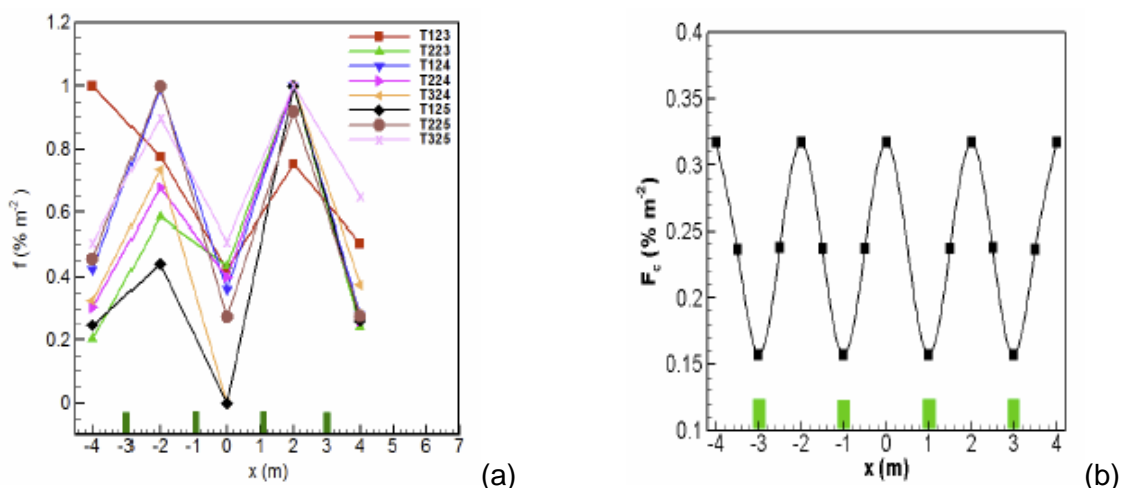 1.2
1
0.8
0.6
0.4
0.2
0
f (% m⁻²)
T123
T223
T124
T224
T324
T125
T225
T325
-4 -3 -2 -1 0 1 2 3 4 5 6 7
x (m)
(a)
0.4
0.35
0.3
0.25
0.2
0.15
0.1
F_c (% m⁻²)
-4 -3 -2 -1 0 1 2 3 4
x (m)
(b)